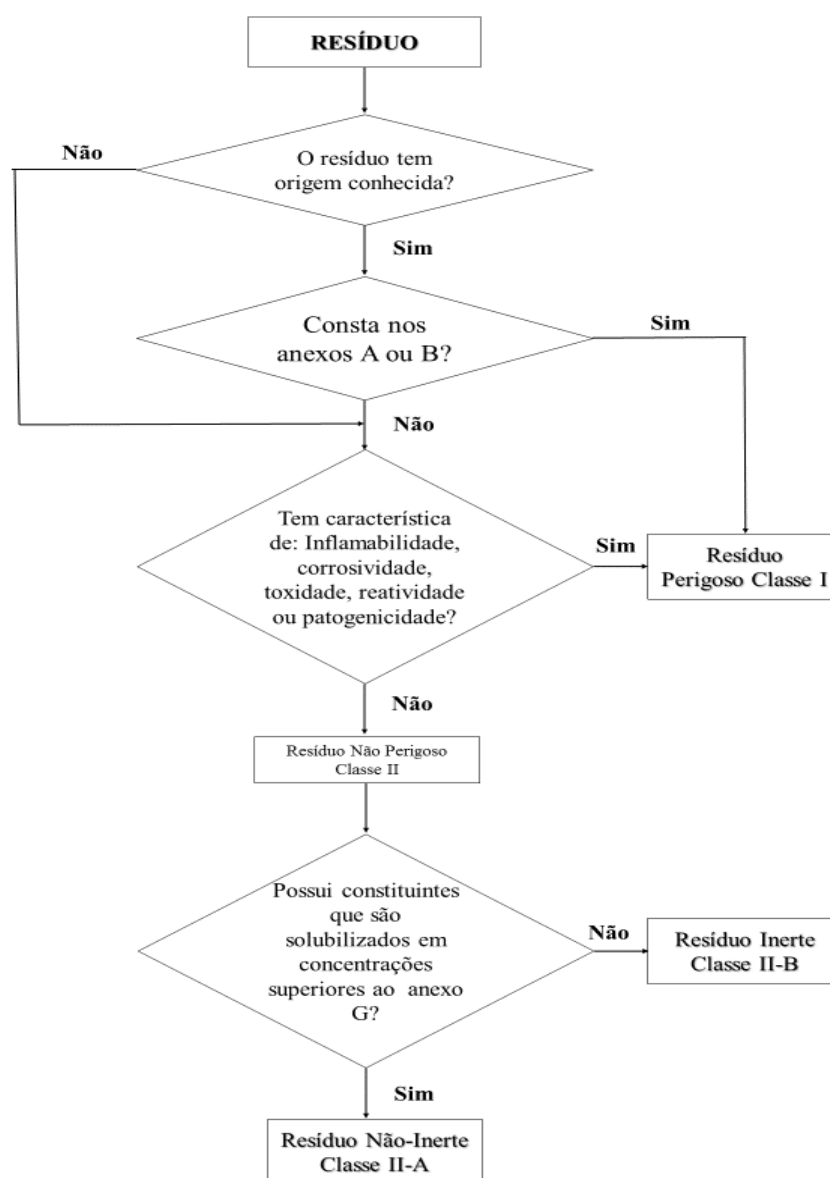 RESÍDUO
Não
O resíduo tem
origem conhecida?
Sim
Consta nos
anexos A ou B?
Sim
Não
Tem característica
de: Inflamabilidade,
corrosividade,
toxidade, reatividade
ou patogenicidade?
Sim
Resíduo
Perigoso Classe I
Não
Resíduo Não Perigoso
Classe II
Possui constituintes
que são
solubilizados em
concentrações
superiores ao anexo
G?
Não
Resíduo Inerte
Classe II-B
Sim
Resíduo Não-Inerte
Classe II-A